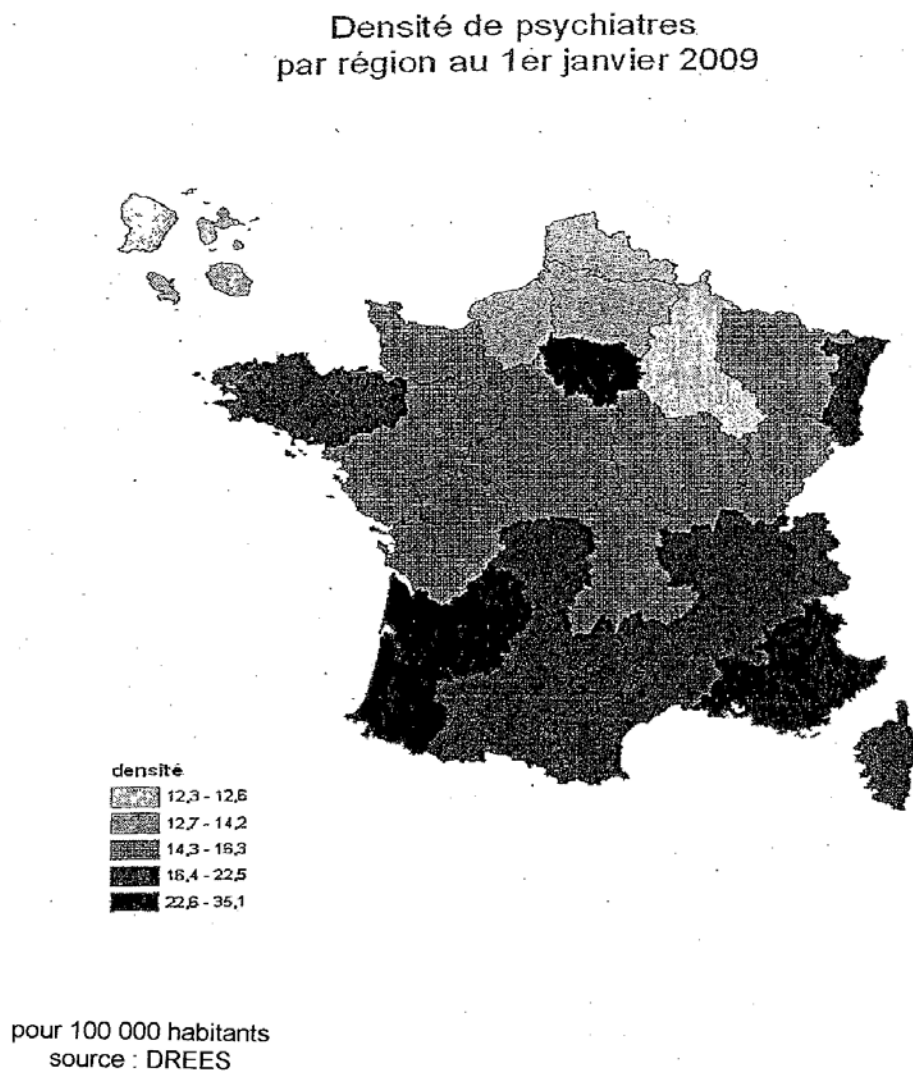 Densité de psychiatres
par région au 1er janvier 2009
densité
12,3 - 12,6
12,7 - 14,2
14,3 - 16,3
16,4 - 22,5
22,6 - 35,1
pour 100 000 habitants
source : DREES